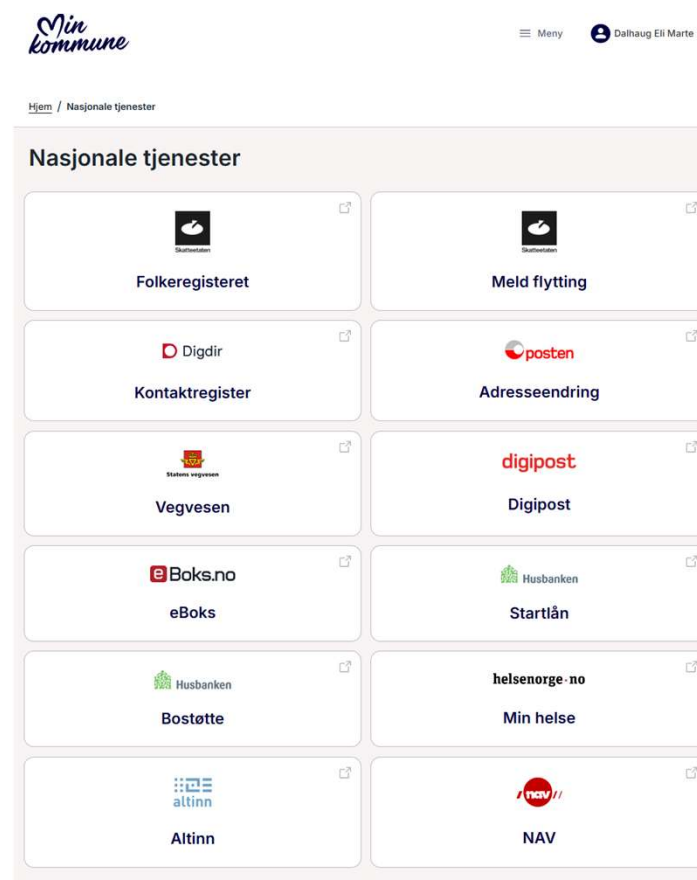 Min
kommune
Meny
Dalhaug Eli Marte
Hjem / Nasjonale tjenester
Nasjonale tjenester
Skatteetaten
Folkeregisteret
Skatteetaten
Meld flytting
Digdir
Kontaktregister
posten
Adresseendring
Statens vegvesen
Vegvesen
digipost
Digipost
eBoks.no
eBoks
Husbanken
Startlån
Husbanken
Bostøtte
helsenorge.no
Min helse
altinn
Altinn
nav
NAV